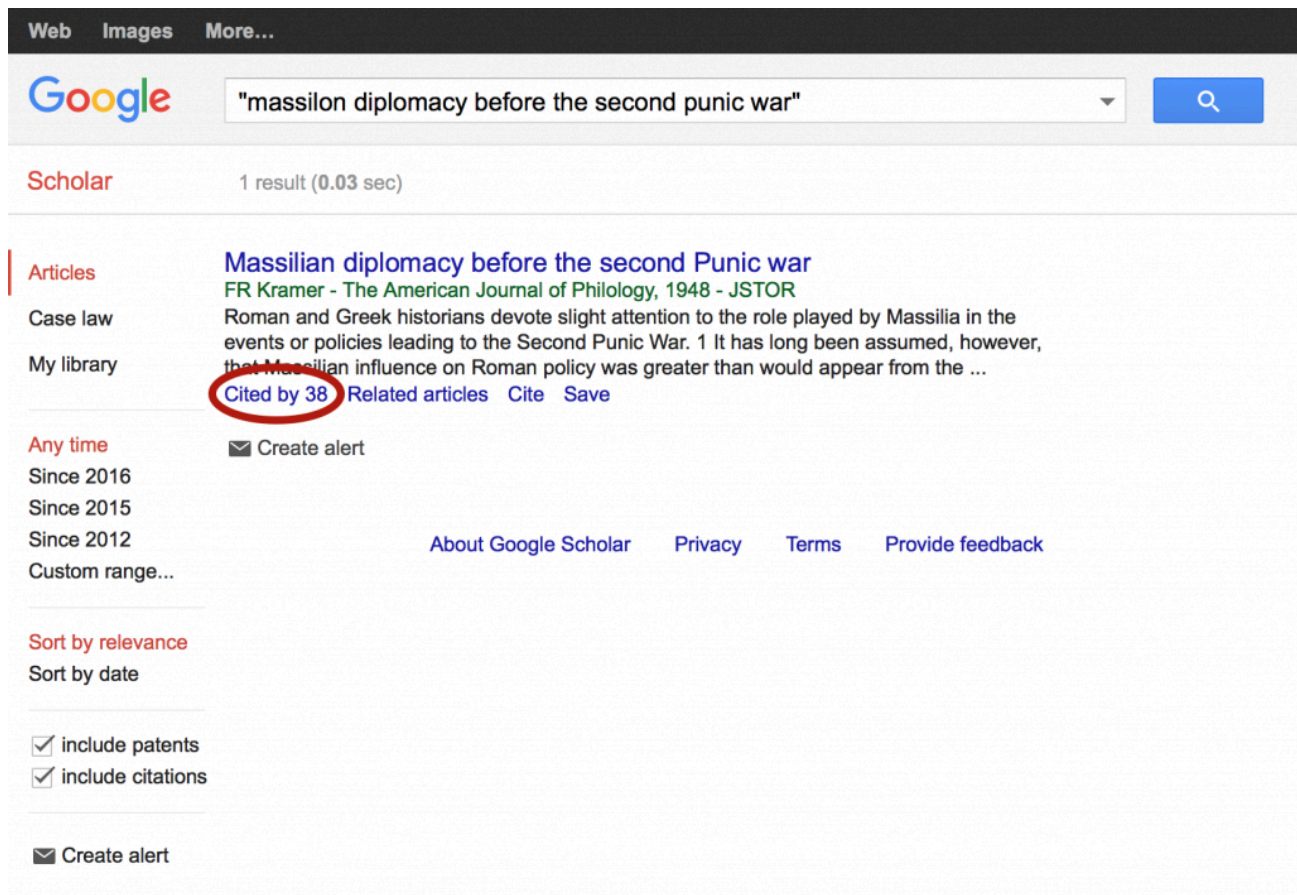 Web Images More...
Google "massilon diplomacy before the second punic war"
Scholar 1 result (0.03 sec)
Articles
Case law
My library
Any time
Since 2016
Since 2015
Since 2012
Custom range...
Sort by relevance
Sort by date
include patents
include citations
Create alert
Massilian diplomacy before the second Punic war
FR Kramer - The American Journal of Philology, 1948 - JSTOR
Roman and Greek historians devote slight attention to the role played by Massilia in the
events or policies leading to the Second Punic War. 1 It has long been assumed, however,
that Massilian influence on Roman policy was greater than would appear from the ...
Cited by 38 Related articles Cite Save
Create alert
About Google Scholar Privacy Terms Provide feedback